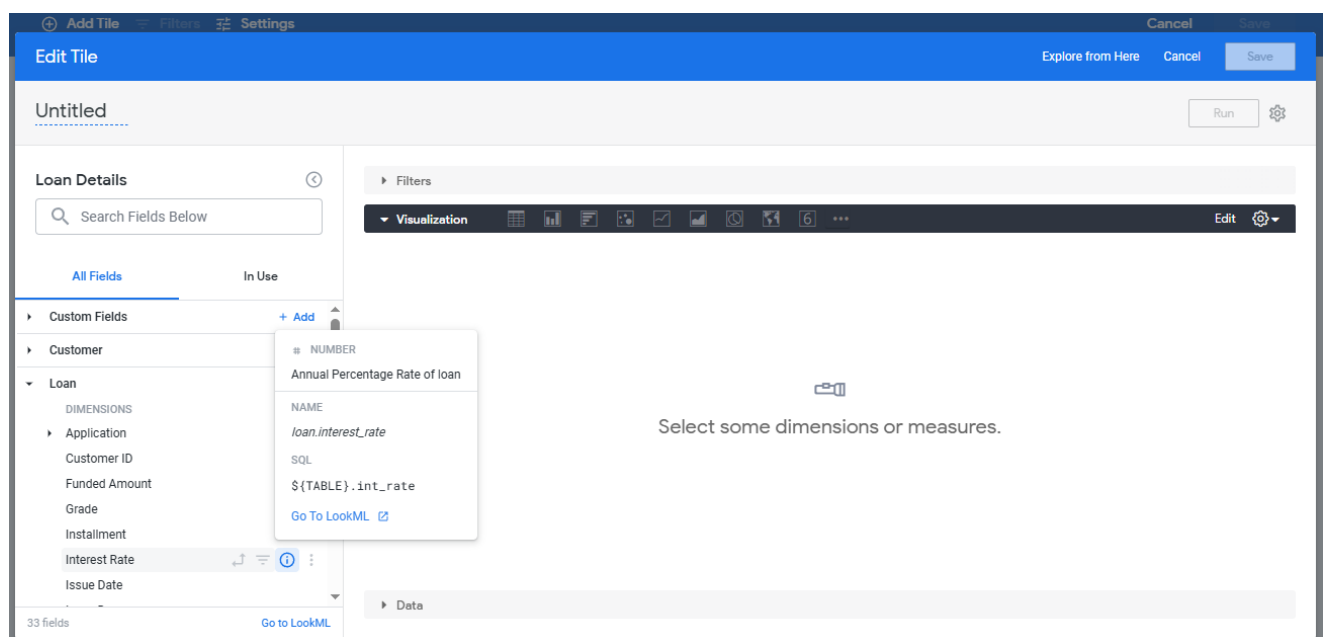 Add Tile Filters Settings Cancel Save
Edit Tile Explore from Here Cancel Save
Untitled Run
Loan Details
Search Fields Below
All Fields In Use
Custom Fields + Add
Customer
Loan
DIMENSIONS
Application
Customer ID
Funded Amount
Grade
Installment
Interest Rate
Issue Date
33 fields Go to LookML
# NUMBER
Annual Percentage Rate of loan
NAME
loan.interest_rate
SQL
${TABLE}.int_rate
Go To LookML
Filters
Visualization 6 Edit
Select some dimensions or measures.
Data